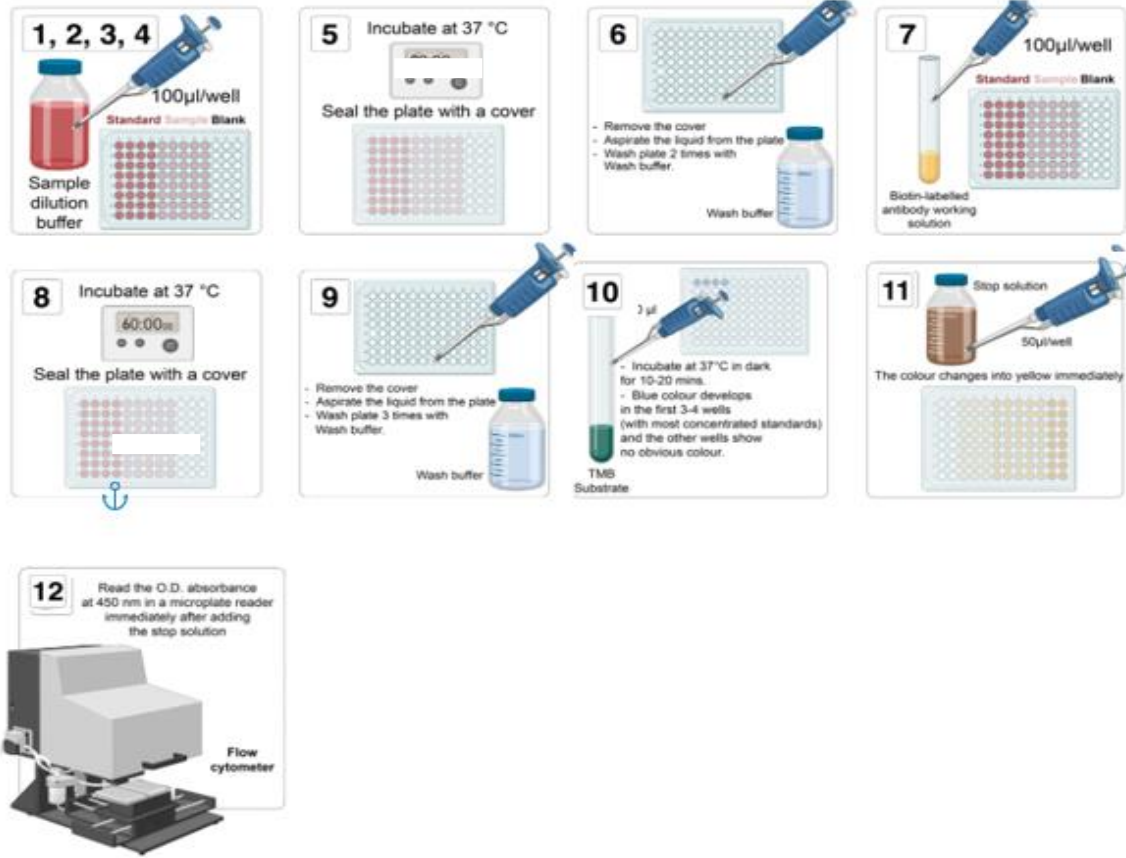 1, 2, 3, 4
100µl/well
Standard Sample Blank
Sample
dilution
buffer
5
Incubate at 37 °C
Seal the plate with a cover
6
- Remove the cover
- Aspirate the liquid from the plate
- Wash plate 2 times with
Wash buffer.
Wash buffer
7
100µl/well
Standard Sample Blank
Biotin-labelled
antibody working
solution
8
Incubate at 37 °C
60:00
Seal the plate with a cover
9
- Remove the cover
- Aspirate the liquid from the plate
- Wash plate 3 times with
Wash buffer.
Wash buffer
10
µl
- Incubate at 37°C in dark
for 10-20 mins.
- Blue colour develops
in the first 3-4 wells
(with most concentrated standards)
and the other wells show
no obvious colour.
TMB
Substrate
11
Stop solution
50µl/well
The colour changes into yellow immediately
12
Read the O.D. absorbance
at 450 nm in a microplate reader
immediately after adding
the stop solution
Flow
cytometer